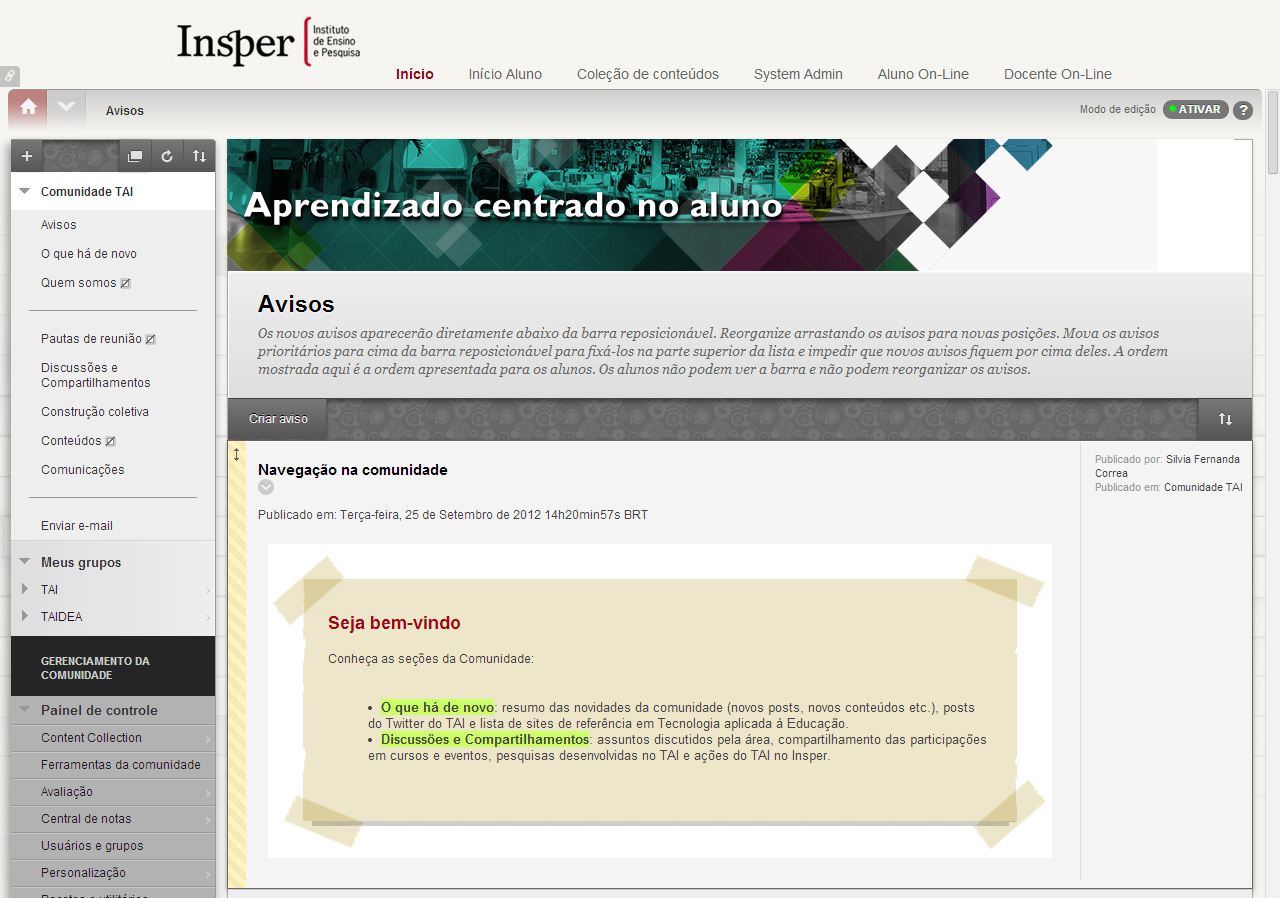 Insper
Instituto
de Ensino
e Pesquisa
Início
Início Aluno
Coleção de conteúdos
System Admin
Aluno On-Line
Docente On-Line
Avisos
Modo de edição
ATIVAR
?
Comunidade TAI
Avisos
O que há de novo
Quem somos
Pautas de reunião
Discussões e
Compartilhamentos
Construção coletiva
Conteúdos
Comunicações
Enviar e-mail
Meus grupos
TAI
TAIDEA
GERENCIAMENTO DA
COMUNIDADE
Painel de controle
Content Collection
Ferramentas da comunidade
Avaliação
Central de notas
Usuários e grupos
Personalização
Aprendizado centrado no aluno
Avisos
Os novos avisos aparecerão diretamente abaixo da barra reposicionável. Reorganize arrastando os avisos para novas posições. Mova os avisos
prioritários para cima da barra reposicionável para fixá-los na parte superior da lista e impedir que novos avisos fiquem por cima deles. A ordem
mostrada aqui é a ordem apresentada para os alunos. Os alunos não podem ver a barra e não podem reorganizar os avisos.
Criar aviso
Navegação na comunidade
Publicado em: Terça-feira, 25 de Setembro de 2012 14h20min57s BRT
Publicado por: Silvia Fernanda
Correa
Publicado em: Comunidade TAI
Seja bem-vindo
Conheça as seções da Comunidade:
• O que há de novo: resumo das novidades da comunidade (novos posts, novos conteúdos etc.), posts
do Twitter do TAI e lista de sites de referência em Tecnologia aplicada à Educação.
• Discussões e Compartilhamentos: assuntos discutidos pela área, compartilhamento das participações
em cursos e eventos, pesquisas desenvolvidas no TAI e ações do TAI no Insper.